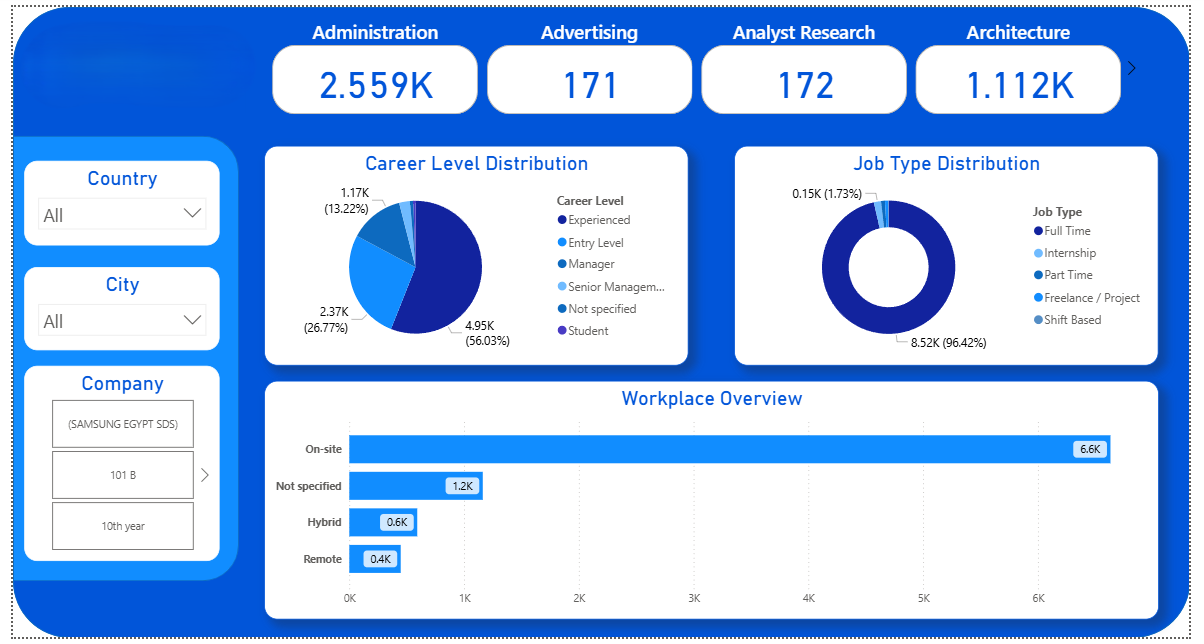 Administration
2.559K
Advertising
171
Analyst Research
172
Architecture
1.112K
Country
All
City
All
Company
(SAMSUNG EGYPT SDS)
101 B
10th year
Career Level Distribution
1.17K
(13.22%)
2.37K
(26.77%)
4.95K
(56.03%)
Career Level
Experienced
Entry Level
Manager
Senior Managem...
Not specified
Student
Job Type Distribution
0.15K (1.73%)
8.52K (96.42%)
Job Type
Full Time
Internship
Part Time
Freelance / Project
Shift Based
Workplace Overview
On-site
6.6K
Not specified
1.2K
Hybrid
0.6K
Remote
0.4K
0K 1K 2K 3K 4K 5K 6K